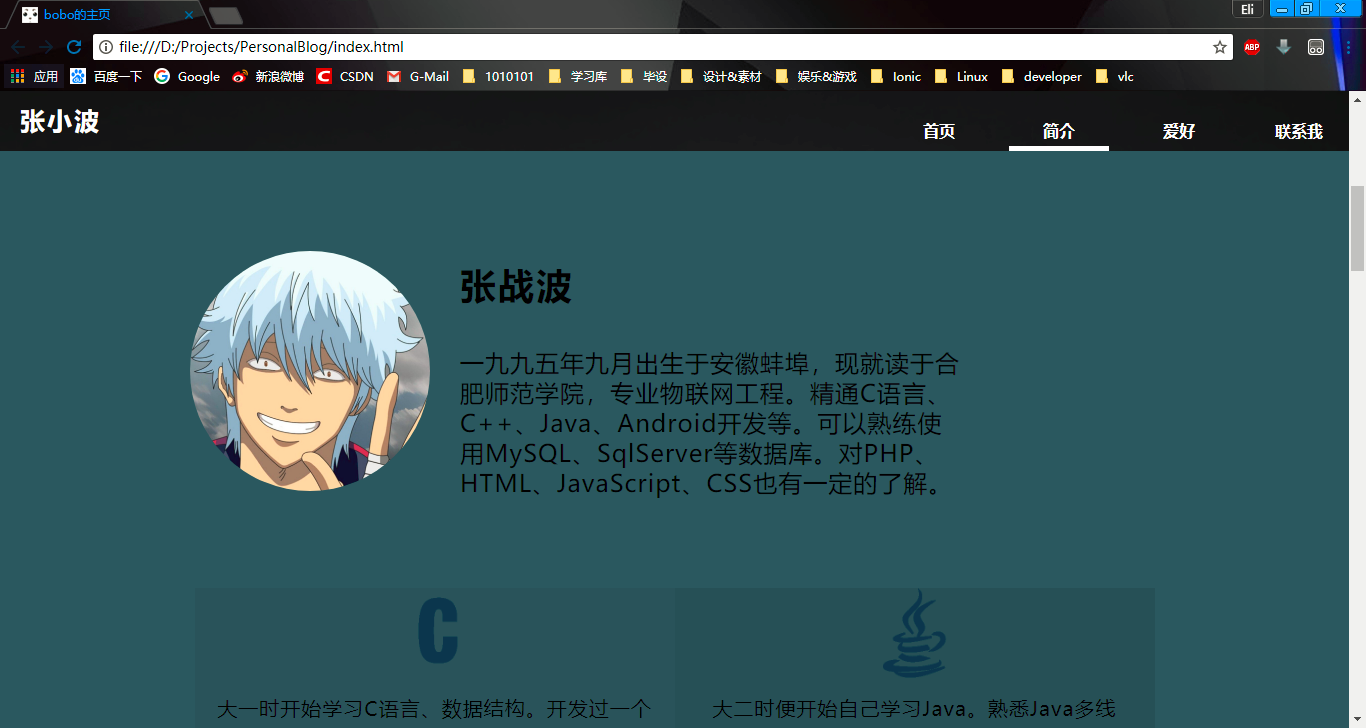 bobo的主页
Eli
file:///D:/Projects/PersonalBlog/index.html
ABP
应用 百度一下 Google 新浪微博 CSDN G-Mail 1010101 学习库 毕设 设计&素材 娱乐&游戏 Ionic Linux developer vlc
张小波 首页 简介 爱好 联系我
张战波
一九九五年九月出生于安徽蚌埠，现就读于合
肥师范学院，专业物联网工程。精通C语言、
C++、Java、Android开发等。可以熟练使
用MySQL、SqlServer等数据库。对PHP、
HTML、JavaScript、CSS也有一定的了解。
C
大一时开始学习C语言、数据结构。开发过一个
大二时便开始自己学习Java。熟悉Java多线